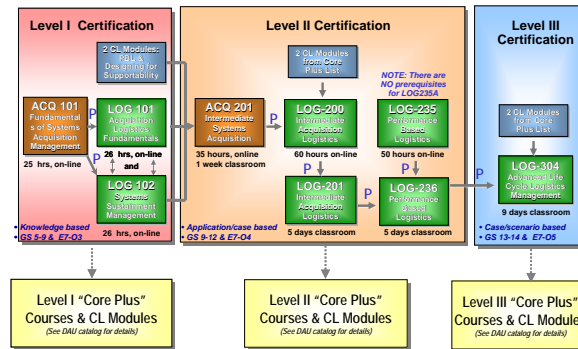 Level I  Certification
2 CL Modules:
PBL &
Designing for
Supportability
ACQ 101
Fundamental
s of Systems
Acquisition
Management
25 hrs, on-line
P
LOG 101
Acquisition
Logistics
Fundamentals
26 hrs, on-line
and
P
LOG 102
Systems
Sustainment
Management
26 hrs, on-line
• Knowledge based
• GS 5-9 & E7-O3
Level II Certification
2 CL Modules
from Core
Plus List
NOTE: There are
NO prerequisites
for LOG235A
ACQ 201
Intermediate
Systems
Acquisition
35 hours, online
1 week classroom
P
LOG-200
Intermediate
Acquisition
Logistics
60 hours on-line
LOG-235
Performance
Based Logistics
50 hours on-line
P
P
LOG-201
Intermediate
Acquisition
Logistics
5 days classroom
P
LOG-236
Performance
Based
Logistics
5 days classroom
• Application/case based
• GS 9-12 & E7-O4
Level III
Certification
2 CL Modules
from Core
Plus List
P
LOG-304
Advanced Life
Cycle Logistics
Management
9 days classroom
• Case/scenario based
• GS 13-14 & E7-O5
Level I “Core Plus”
Courses & CL Modules
(See DAU catalog for details)
Level II “Core Plus”
Courses & CL Modules
(See DAU catalog for details)
Level III “Core Plus”
Courses & CL Module
(See DAU catalog for details)